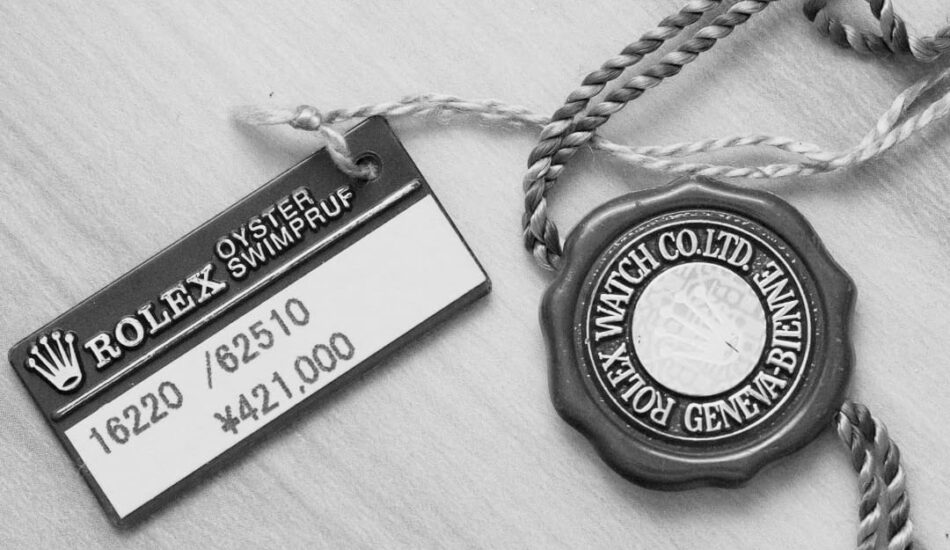 ROLEX OYSTER
SWIMPRUF
16220 /62510
¥421,000
ROLEX WATCH CO.LTD.
GENEVA-BIENNE